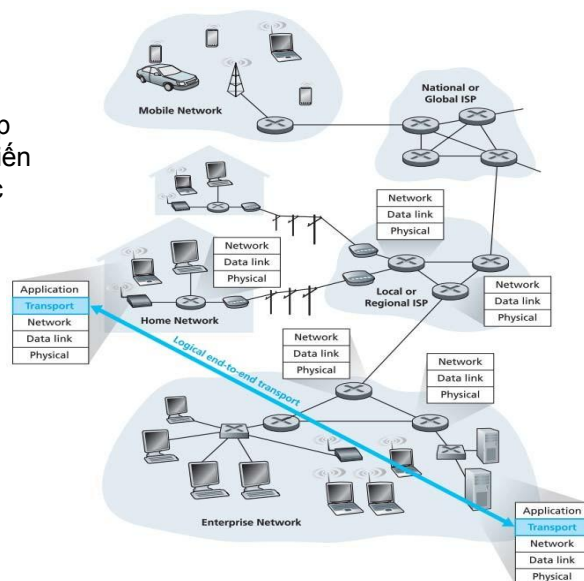 Mobile Network
National or
Global ISP
p
iến
c
Network
Data link
Physical
Network
Data link
Physical
Application
Transport
Network
Data link
Physical
Home Network
Local or
Regional ISP
Network
Data link
Physical
Logical end-to-end transport
Network
Data link
Physical
Network
Data link
Physical
Enterprise Network
Application
Transport
Network
Data link
Physical